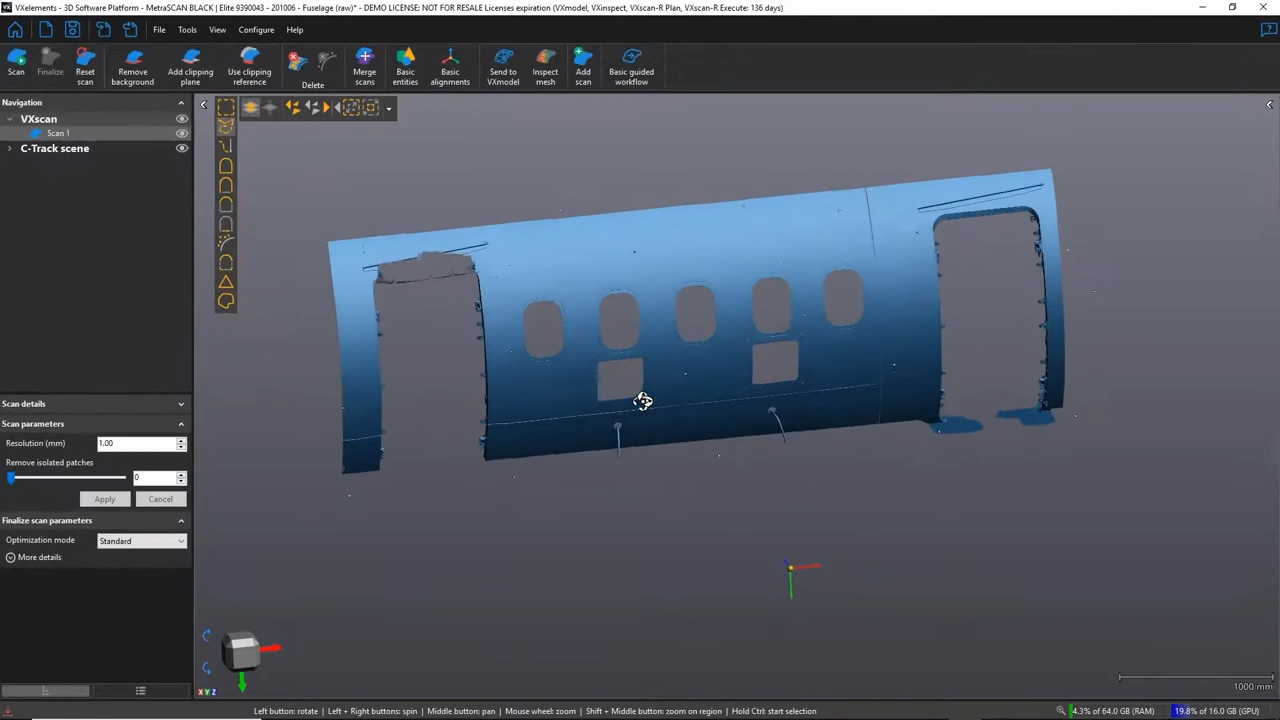 VXelements - 3D Software Platform - MetraSCAN BLACK | Elite 9390043 - 201006 - Fuselage (raw)* - DEMO LICENSE: NOT FOR RESALE Licenses expiration (VXmodel, VXinspect, VXscan-R Plan, VXscan-R Execute: 136 days)
File Tools View Configure Help
Scan Finalize Reset scan Remove background Add clipping plane Use clipping reference Delete Merge scans Basic entities Basic alignments Send to VXmodel Inspect mesh Add scan Basic guided workflow
Navigation
VXscan
Scan 1
C-Track scene
Scan details
Scan parameters
Resolution (mm) 1.00
Remove isolated patches
0
Apply Cancel
Finalize scan parameters
Optimization mode Standard
More details
X Y Z
1000 mm
Left button: rotate | Left + Right buttons: spin | Middle button: pan | Mouse wheel: zoom | Shift + Middle button: zoom on region | Hold Ctrl: start selection
4.3% of 64.0 GB (RAM) 19.8% of 16.0 GB (GPU)